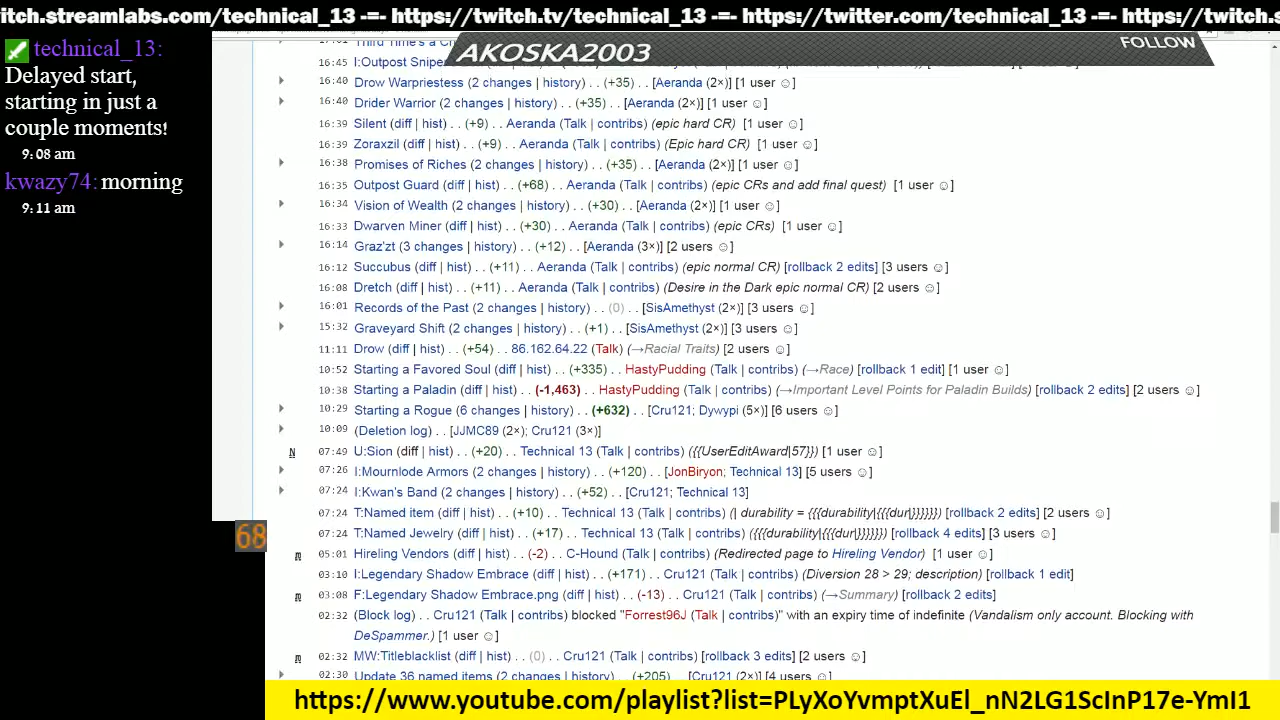 itch.streamlabs.com/technical_13 -=- https://twitch.tv/technical_13 -=- https://twitter.com/technical_13 -=- https://twitch.s
technical_13:
Delayed start,
starting in just a
couple moments!
9:08 am
kwazy74: morning
9:11 am
AKOSKA2003
FOLLOW
16:45 I:Outpost Snipe
16:40 Drow Warpriestess (2 changes | history) . . (+35) . . [Aeranda (2×)] [1 user ☺]
16:40 Drider Warrior (2 changes | history) . . (+35) . . [Aeranda (2×)] [1 user ☺]
16:39 Silent (diff | hist) . . (+9) . . Aeranda (Talk | contribs) (epic hard CR) [1 user ☺]
16:39 Zoraxzil (diff | hist) . . (+9) . . Aeranda (Talk | contribs) (Epic hard CR) [1 user ☺]
16:38 Promises of Riches (2 changes | history) . . (+35) . . [Aeranda (2×)] [1 user ☺]
16:35 Outpost Guard (diff | hist) . . (+68) . . Aeranda (Talk | contribs) (epic CRs and add final quest) [1 user ☺]
16:34 Vision of Wealth (2 changes | history) . . (+30) . . [Aeranda (2×)] [1 user ☺]
16:33 Dwarven Miner (diff | hist) . . (+30) . . Aeranda (Talk | contribs) (epic CRs) [1 user ☺]
16:14 Graz'zt (3 changes | history) . . (+12) . . [Aeranda (3×)] [2 users ☺]
16:12 Succubus (diff | hist) . . (+11) . . Aeranda (Talk | contribs) (epic normal CR) [rollback 2 edits] [3 users ☺]
16:08 Dretch (diff | hist) . . (+11) . . Aeranda (Talk | contribs) (Desire in the Dark epic normal CR) [2 users ☺]
16:01 Records of the Past (2 changes | history) . . (0) . . [SisAmethyst (2×)] [3 users ☺]
15:32 Graveyard Shift (2 changes | history) . . (+1) . . [SisAmethyst (2×)] [3 users ☺]
11:11 Drow (diff | hist) . . (+54) . . 86.162.64.22 (Talk) (→Racial Traits) [2 users ☺]
10:52 Starting a Favored Soul (diff | hist) . . (+335) . . HastyPudding (Talk | contribs) (→Race) [rollback 1 edit] [1 user ☺]
10:38 Starting a Paladin (diff | hist) . . (-1,463) . . HastyPudding (Talk | contribs) (→Important Level Points for Paladin Builds) [rollback 2 edits] [2 users ☺]
10:29 Starting a Rogue (6 changes | history) . . (+632) . . [Cru121; Dywypi (5×)] [6 users ☺]
10:09 (Deletion log) . . [JJMC89 (2×); Cru121 (3×)]
N 07:49 U:Sion (diff | hist) . . (+20) . . Technical 13 (Talk | contribs) ({{UserEditAward|57}}) [1 user ☺]
07:26 I:Mournlode Armors (2 changes | history) . . (+120) . . [JonBiryon; Technical 13] [5 users ☺]
07:24 I:Kwan's Band (2 changes | history) . . (+52) . . [Cru121; Technical 13]
07:24 T:Named item (diff | hist) . . (+10) . . Technical 13 (Talk | contribs) (| durability = {{{durability|{{{dur|}}}}}}) [rollback 2 edits] [2 users ☺]
07:24 T:Named Jewelry (diff | hist) . . (+17) . . Technical 13 (Talk | contribs) ({{{durability|{{{dur|}}}}}}) [rollback 4 edits] [3 users ☺]
68
m 05:01 Hireling Vendors (diff | hist) . . (-2) . . C-Hound (Talk | contribs) (Redirected page to Hireling Vendor) [1 user ☺]
03:10 I:Legendary Shadow Embrace (diff | hist) . . (+171) . . Cru121 (Talk | contribs) (Diversion 28 > 29; description) [rollback 1 edit]
m 03:08 F:Legendary Shadow Embrace.png (diff | hist) . . (-13) . . Cru121 (Talk | contribs) (→Summary) [rollback 2 edits]
02:32 (Block log) . . Cru121 (Talk | contribs) blocked "Forrest96J (Talk | contribs)" with an expiry time of indefinite (Vandalism only account. Blocking with
DeSpammer.) [1 user ☺]
m 02:32 MW:Titleblacklist (diff | hist) . . (0) . . Cru121 (Talk | contribs) [rollback 3 edits] [2 users ☺]
02:30 Update 36 named items (2 changes | history) . . (+205) . . [Cru121 (2×)] [4 users ☺]
https://www.youtube.com/playlist?list=PLyXoYvmptXuEl_nN2LG1ScInP17e-YmI1